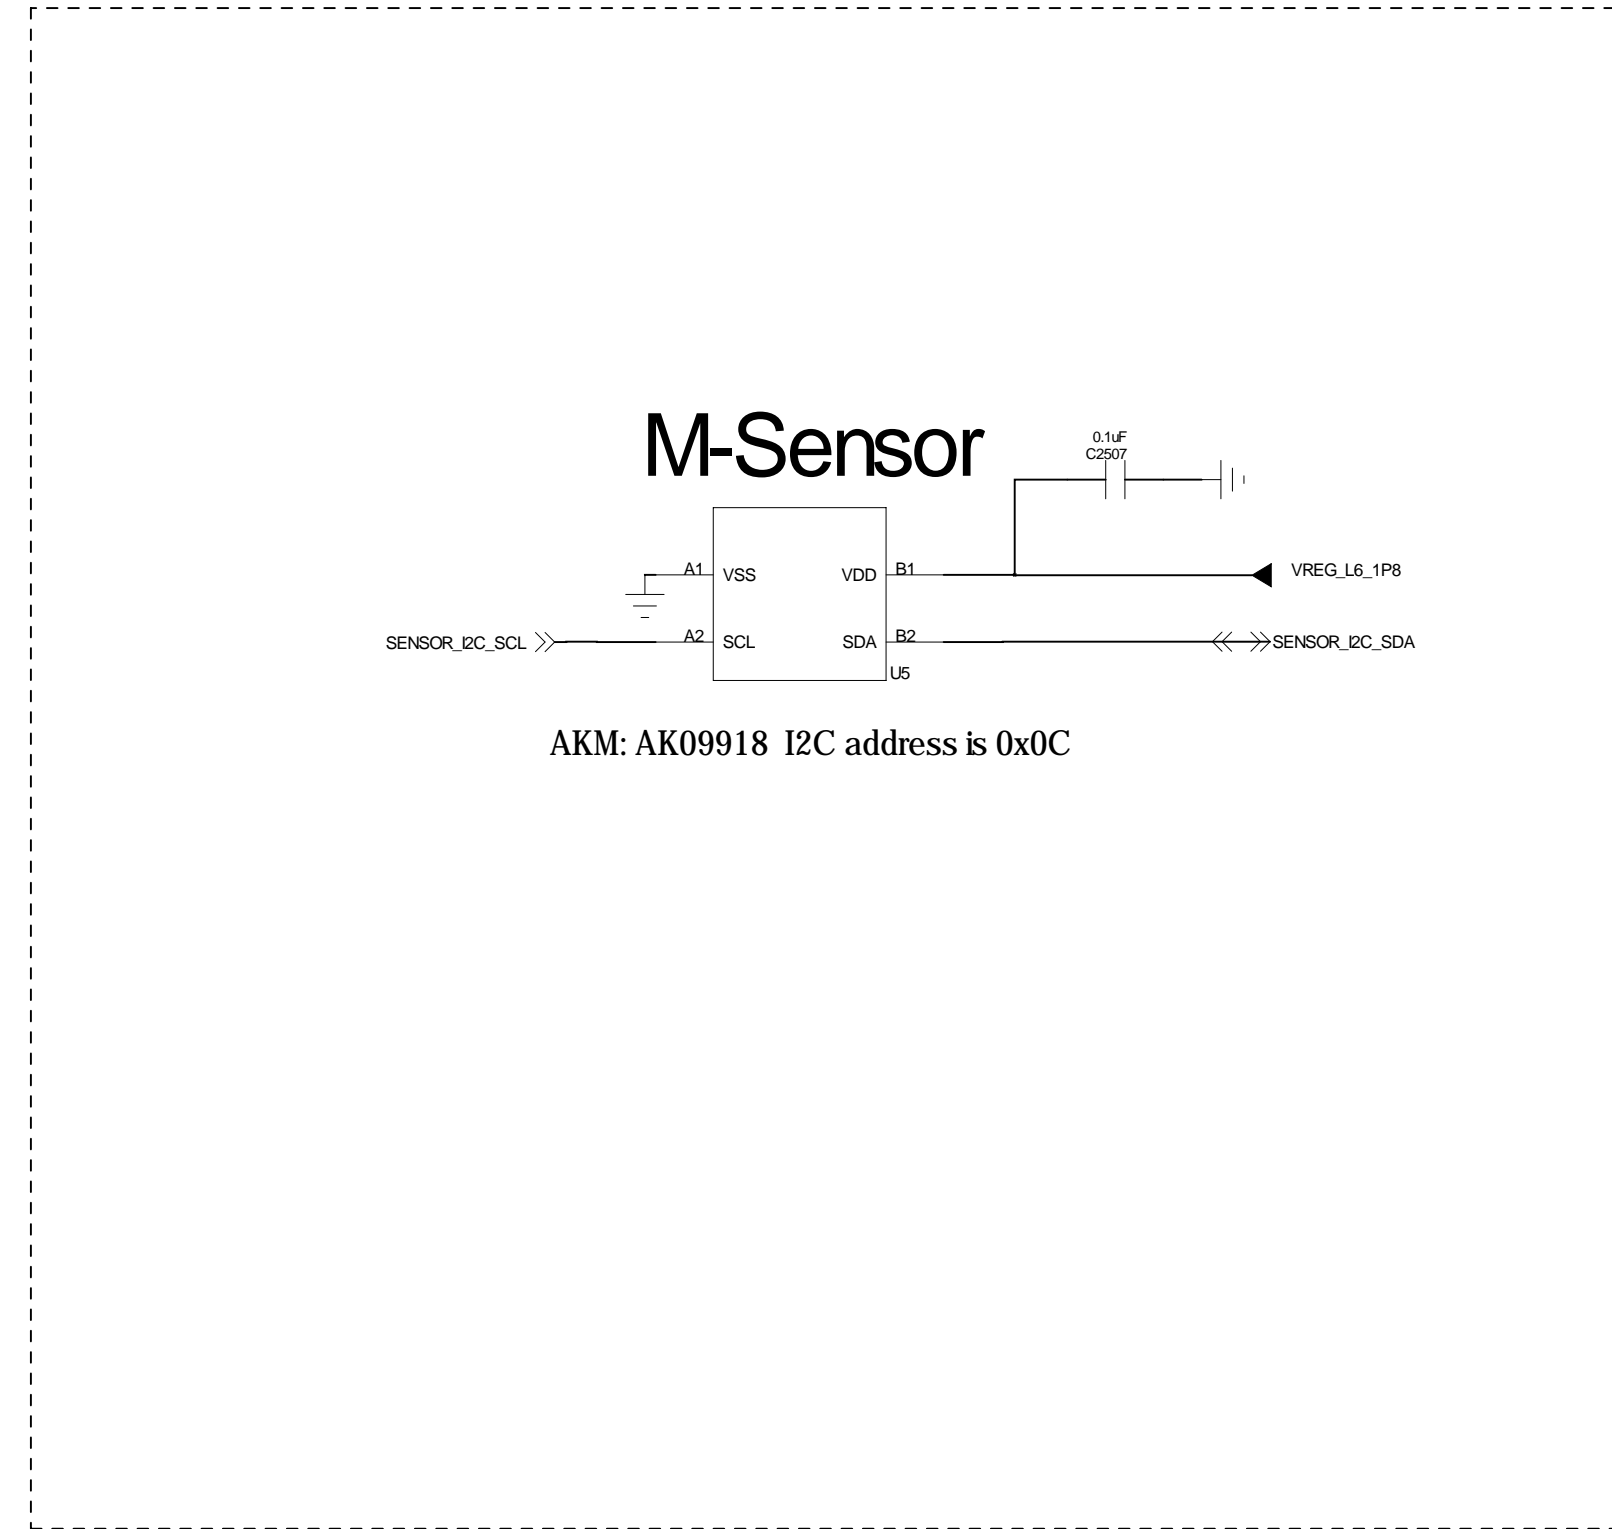 M-Sensor
0.1uF
C2507
A1 VSS VDD B1 VREG_L6_1P8
SENSOR_I2C_SCL A2 SCL SDA B2 SENSOR_I2C_SDA
U5
AKM: AK09918 I2C address is 0x0C